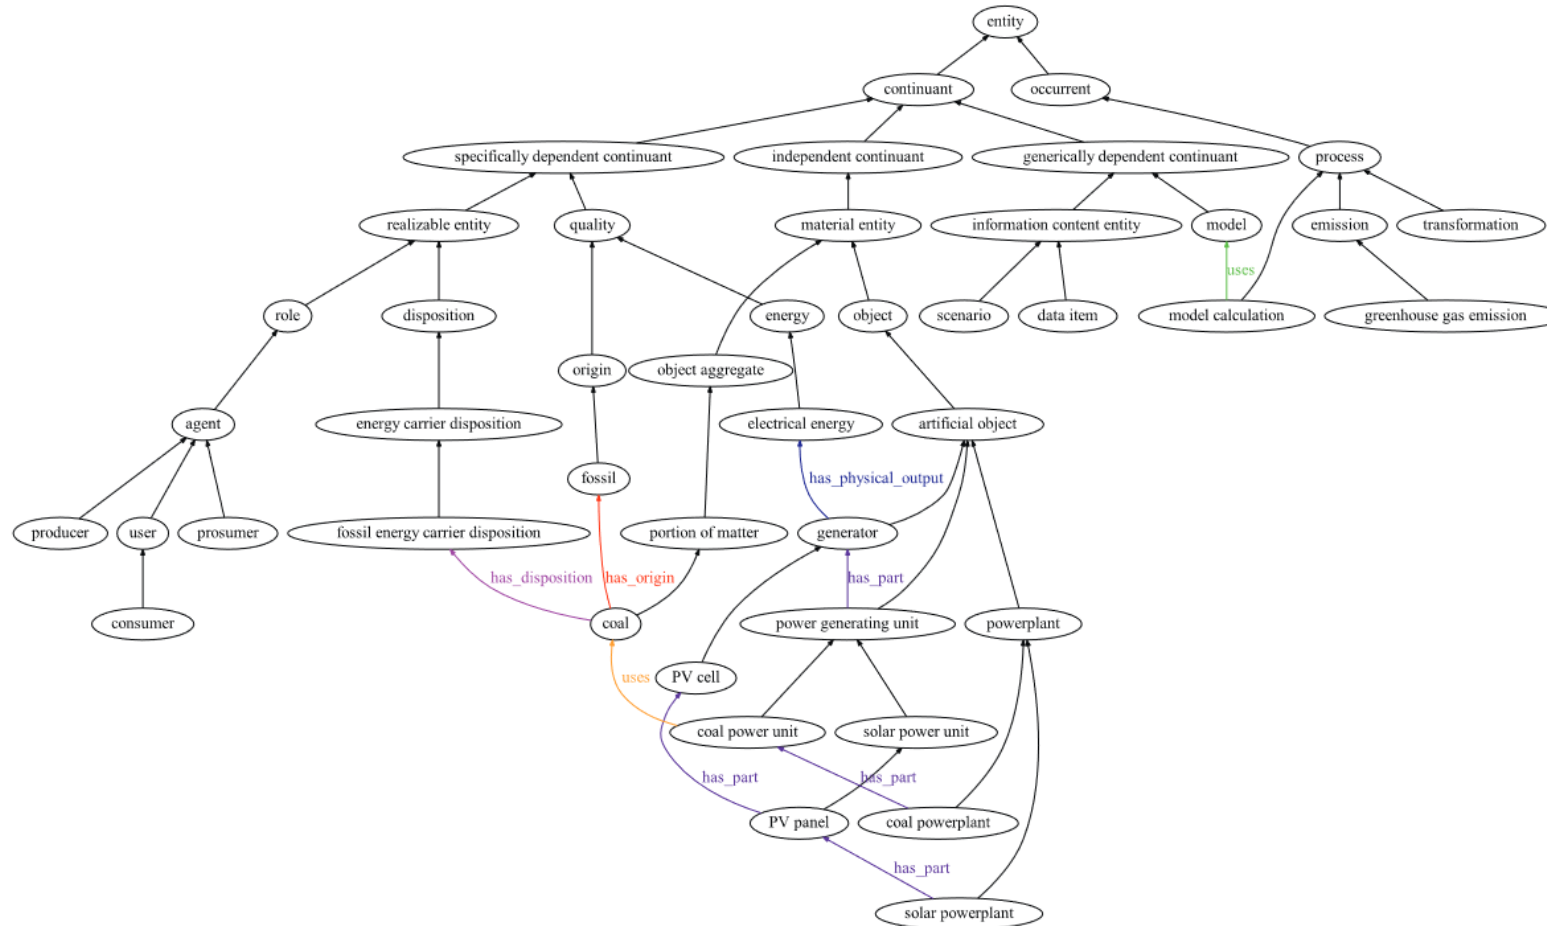 entity
continuant
occurrent
specifically dependent continuant
independent continuant
generically dependent continuant
process
realizable entity
quality
material entity
information content entity
model
emission
transformation
uses
role
disposition
energy
object
scenario
data item
model calculation
greenhouse gas emission
origin
object aggregate
agent
energy carrier disposition
electrical energy
artificial object
fossil
has_physical_output
producer
user
prosumer
fossil energy carrier disposition
portion of matter
generator
has_disposition
has_origin
has_part
consumer
coal
power generating unit
powerplant
uses
PV cell
coal power unit
solar power unit
has_part
has_part
PV panel
coal powerplant
has_part
solar powerplant